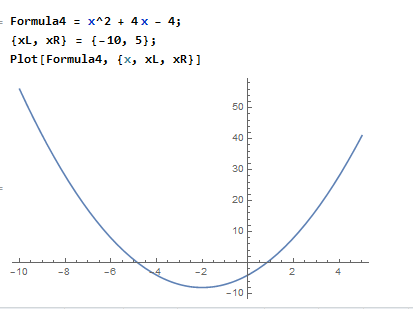 Formula4 = x^2 + 4 x - 4;
{xL, xR} = {-10, 5};
Plot[Formula4, {x, xL, xR}]
50
40
30
20
10
-10 -8 -6 -4 -2 2 4
-10